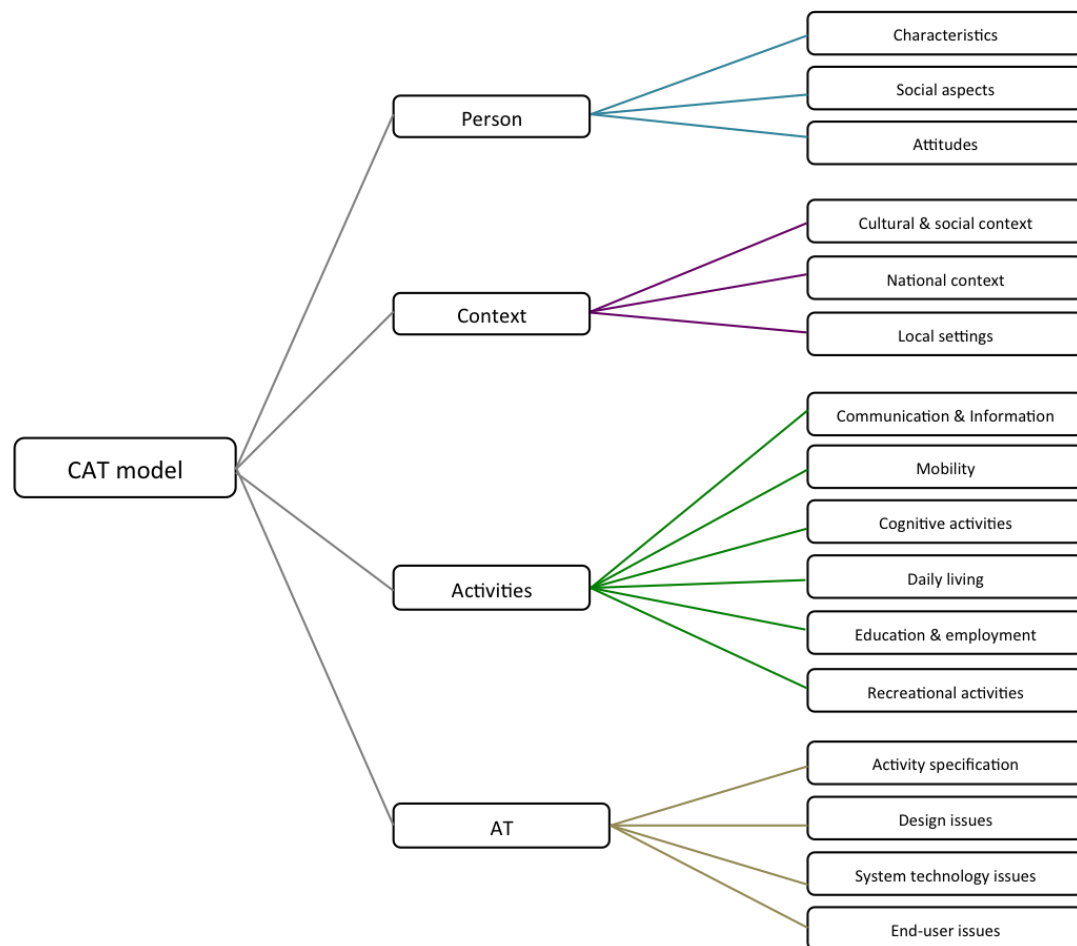 CAT model
Person
Characteristics
Social aspects
Attitudes
Context
Cultural & social context
National context
Local settings
Activities
Communication & Information
Mobility
Cognitive activities
Daily living
Education & employment
Recreational activities
AT
Activity specification
Design issues
System technology issues
End-user issues